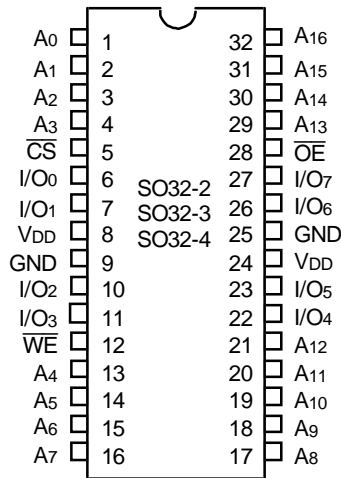 A0 1 32 A16
A1 2 31 A15
A2 3 30 A14
A3 4 29 A13
C̅S̅ 5 28 O̅E̅
I/O0 6 SO32-2 27 I/O7
I/O1 7 SO32-3 26 I/O6
VDD 8 SO32-4 25 GND
GND 9 24 VDD
I/O2 10 23 I/O5
I/O3 11 22 I/O4
W̅E̅ 12 21 A12
A4 13 20 A11
A5 14 19 A10
A6 15 18 A9
A7 16 17 A8